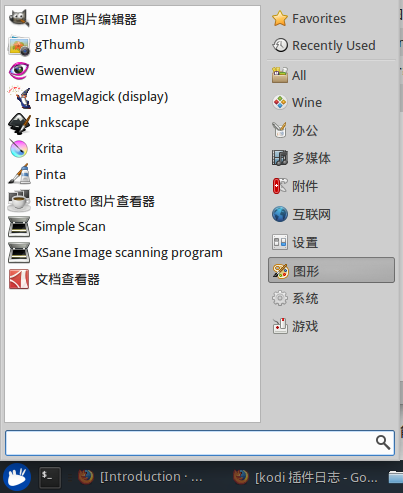 GIMP 图片编辑器
gThumb
Gwenview
ImageMagick (display)
Inkscape
Krita
Pinta
Ristretto 图片查看器
Simple Scan
XSane Image scanning program
文档查看器
Favorites
Recently Used
All
Wine
办公
多媒体
附件
互联网
设置
图形
系统
游戏
$_
[Introduction · ...
[kodi 插件日志 - Go...